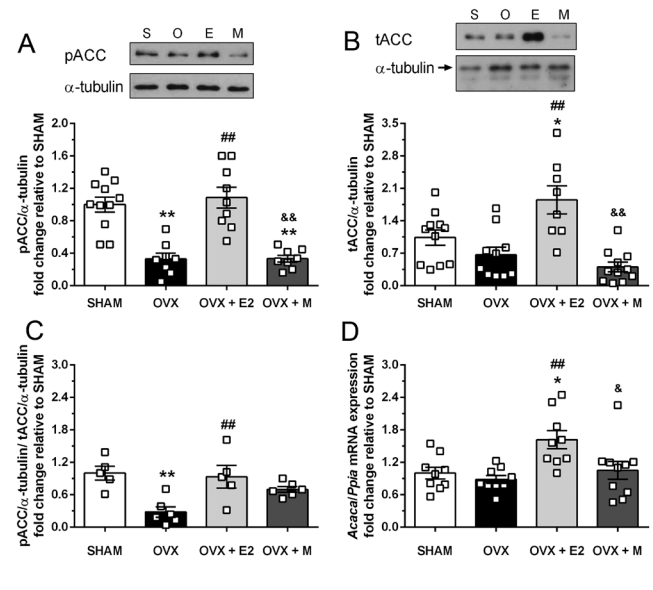 A
S O E M
pACC
α-tubulin
pACC/α-tubulin
fold change relative to SHAM
2.0
1.6
1.2
0.8
0.4
0.0
**
##
&&
**
SHAM OVX OVX + E2 OVX + M
B
S O E M
tACC
α-tubulin
tACC/α-tubulin
fold change relative to SHAM
3.5
2.8
2.1
1.4
0.7
0.0
##
*
&&
SHAM OVX OVX + E2 OVX + M
C
pACC/α-tubulin/ tACC/α-tubulin
fold change relative to SHAM
3.0
2.4
1.8
1.2
0.6
0.0
**
##
SHAM OVX OVX + E2 OVX + M
D
Acaca/Ppia mRNA expression
fold change relative to SHAM
3.0
2.4
1.8
1.2
0.6
0.0
##
*
&
SHAM OVX OVX + E2 OVX + M